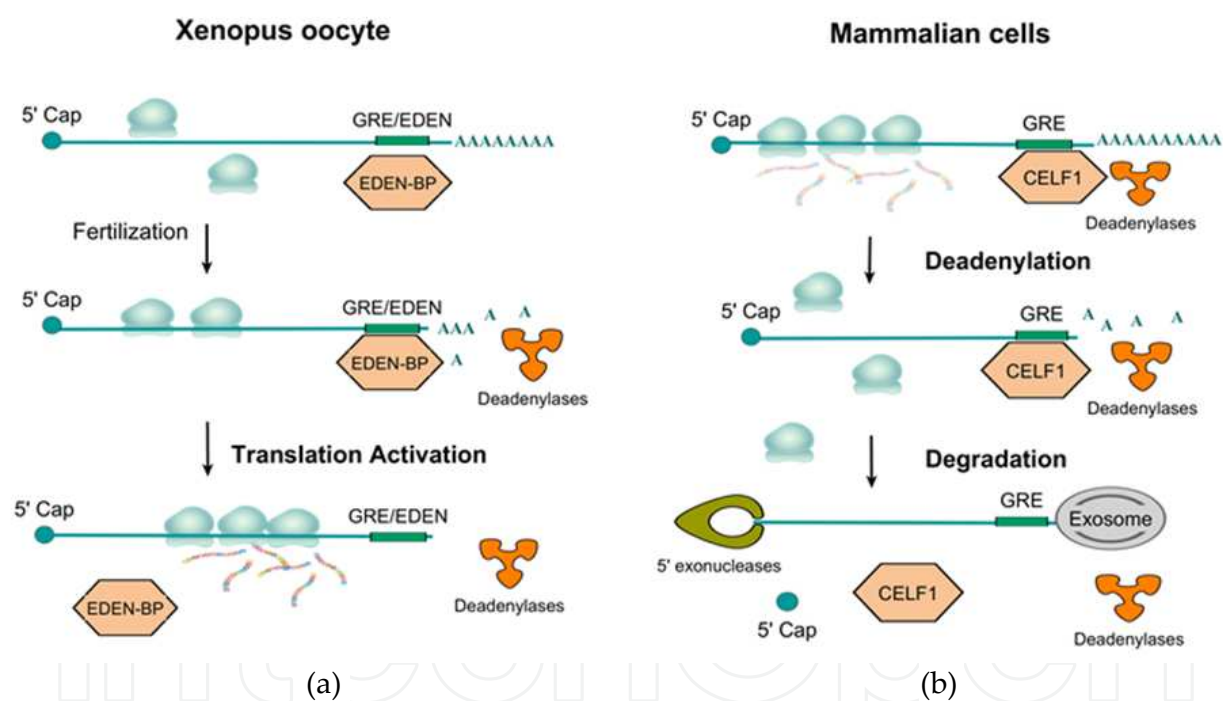 Xenopus oocyte
5' Cap
GRE/EDEN
AAAAAAAA
EDEN-BP
Fertilization
5' Cap
GRE/EDEN
AAA
A
A
A
EDEN-BP
Deadenylases
Translation Activation
5' Cap
GRE/EDEN
EDEN-BP
Deadenylases
(a)
Mammalian cells
5' Cap
GRE
AAAAAAAAAA
CELF1
Deadenylases
Deadenylation
5' Cap
GRE
A
A
A
A
CELF1
Deadenylases
Degradation
GRE
Exosome
5' exonucleases
CELF1
5' Cap
Deadenylases
(b)